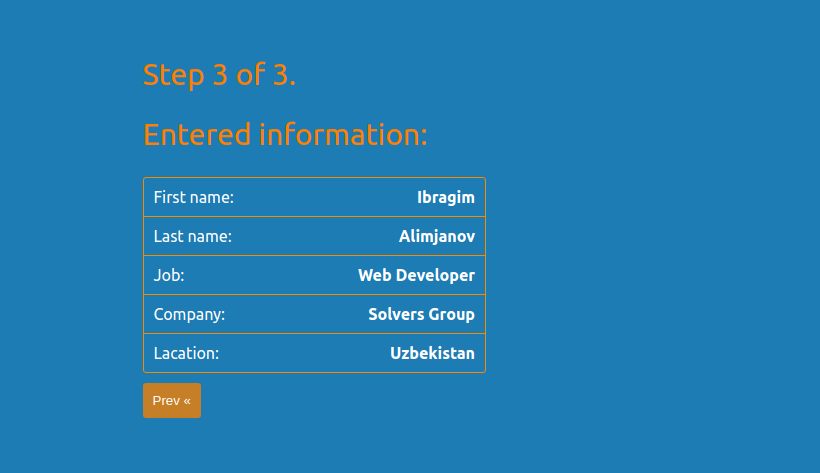 Step 3 of 3.
Entered information:
First name: Ibragim
Last name: Alimjanov
Job: Web Developer
Company: Solvers Group
Lacation: Uzbekistan
Prev «